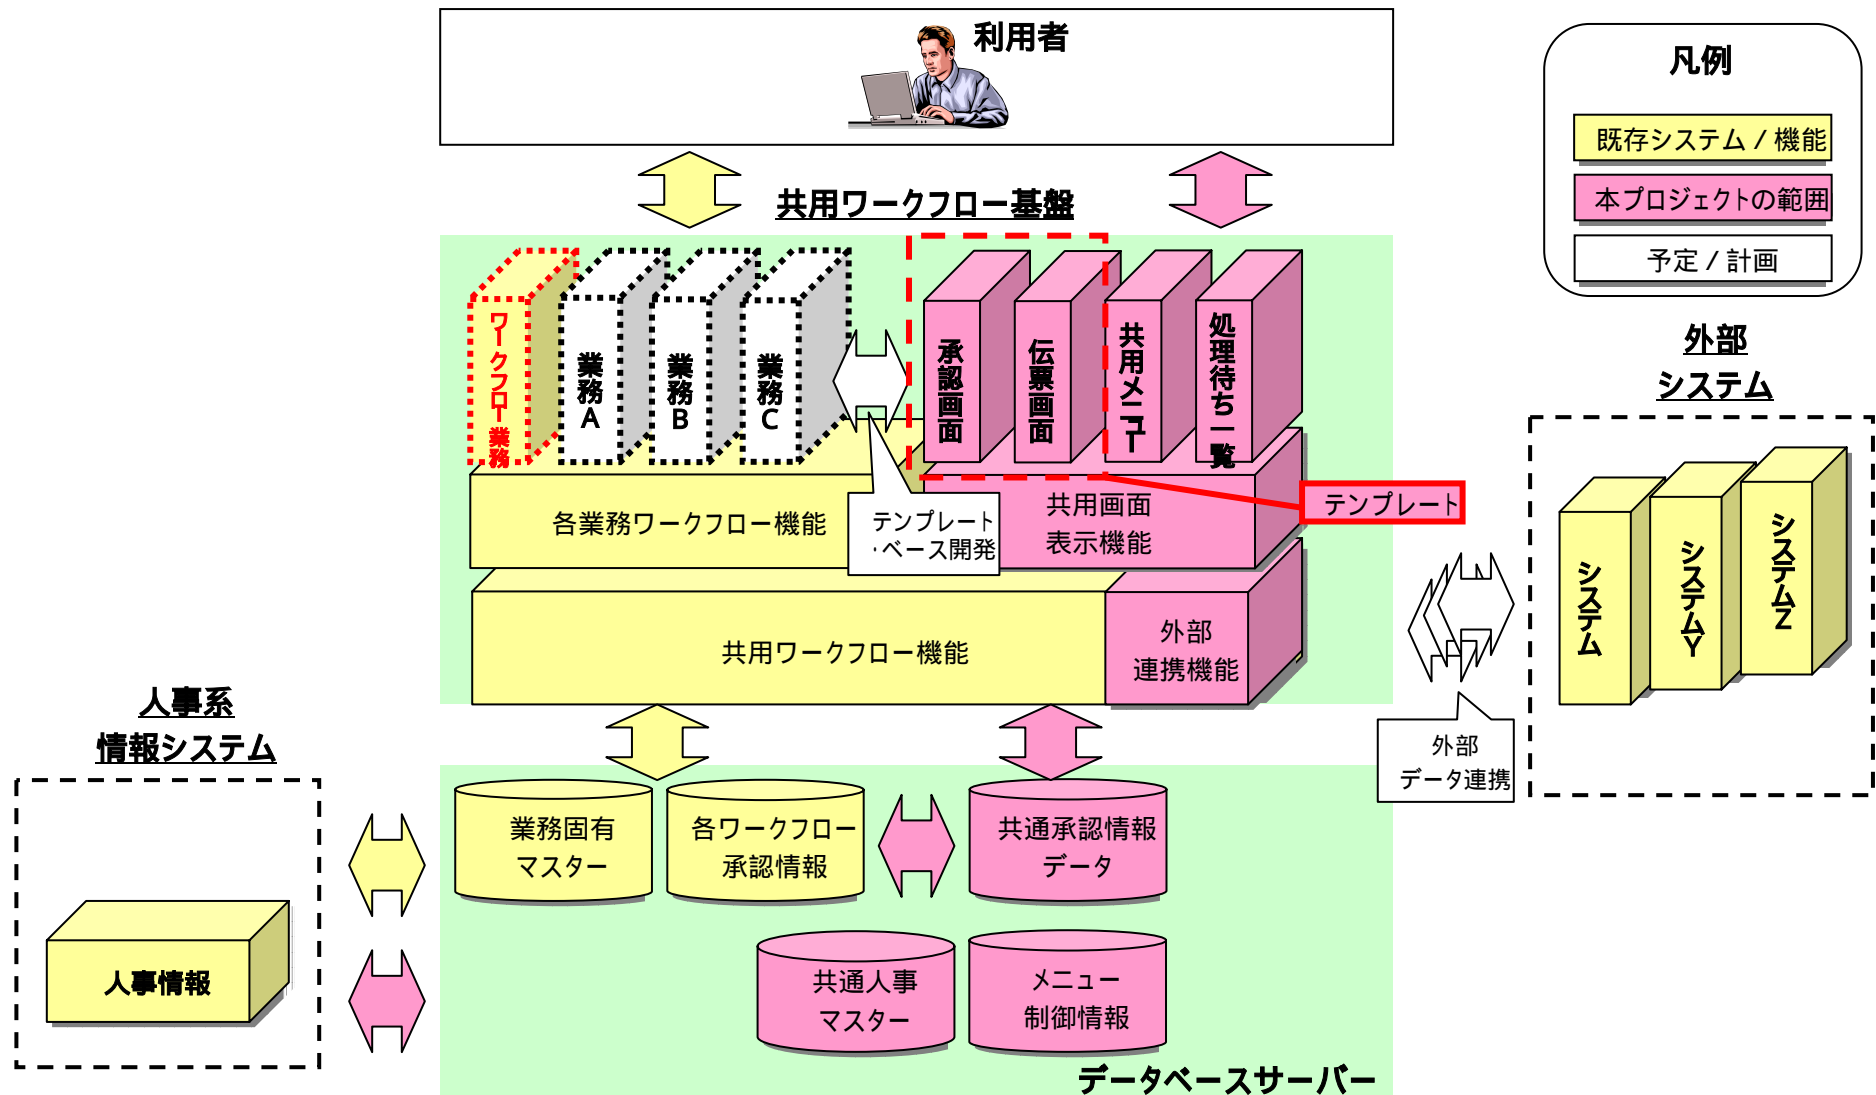 利用者
凡例
既存システム / 機能
本プロジェクトの範囲
予定 / 計画
共用ワークフロー基盤
ワークフロー業務
業務A
業務B
業務C
承認画面
伝票画面
共用メニュー
処理待ち一覧
テンプレート
各業務ワークフロー機能
テンプレート
・ベース開発
共用画面
表示機能
共用ワークフロー機能
外部
連携機能
外部
システム
システム
システムY
システムZ
外部
データ連携
人事系
情報システム
人事情報
業務固有
マスター
各ワークフロー
承認情報
共通承認情報
データ
共通人事
マスター
メニュー
制御情報
データベースサーバー